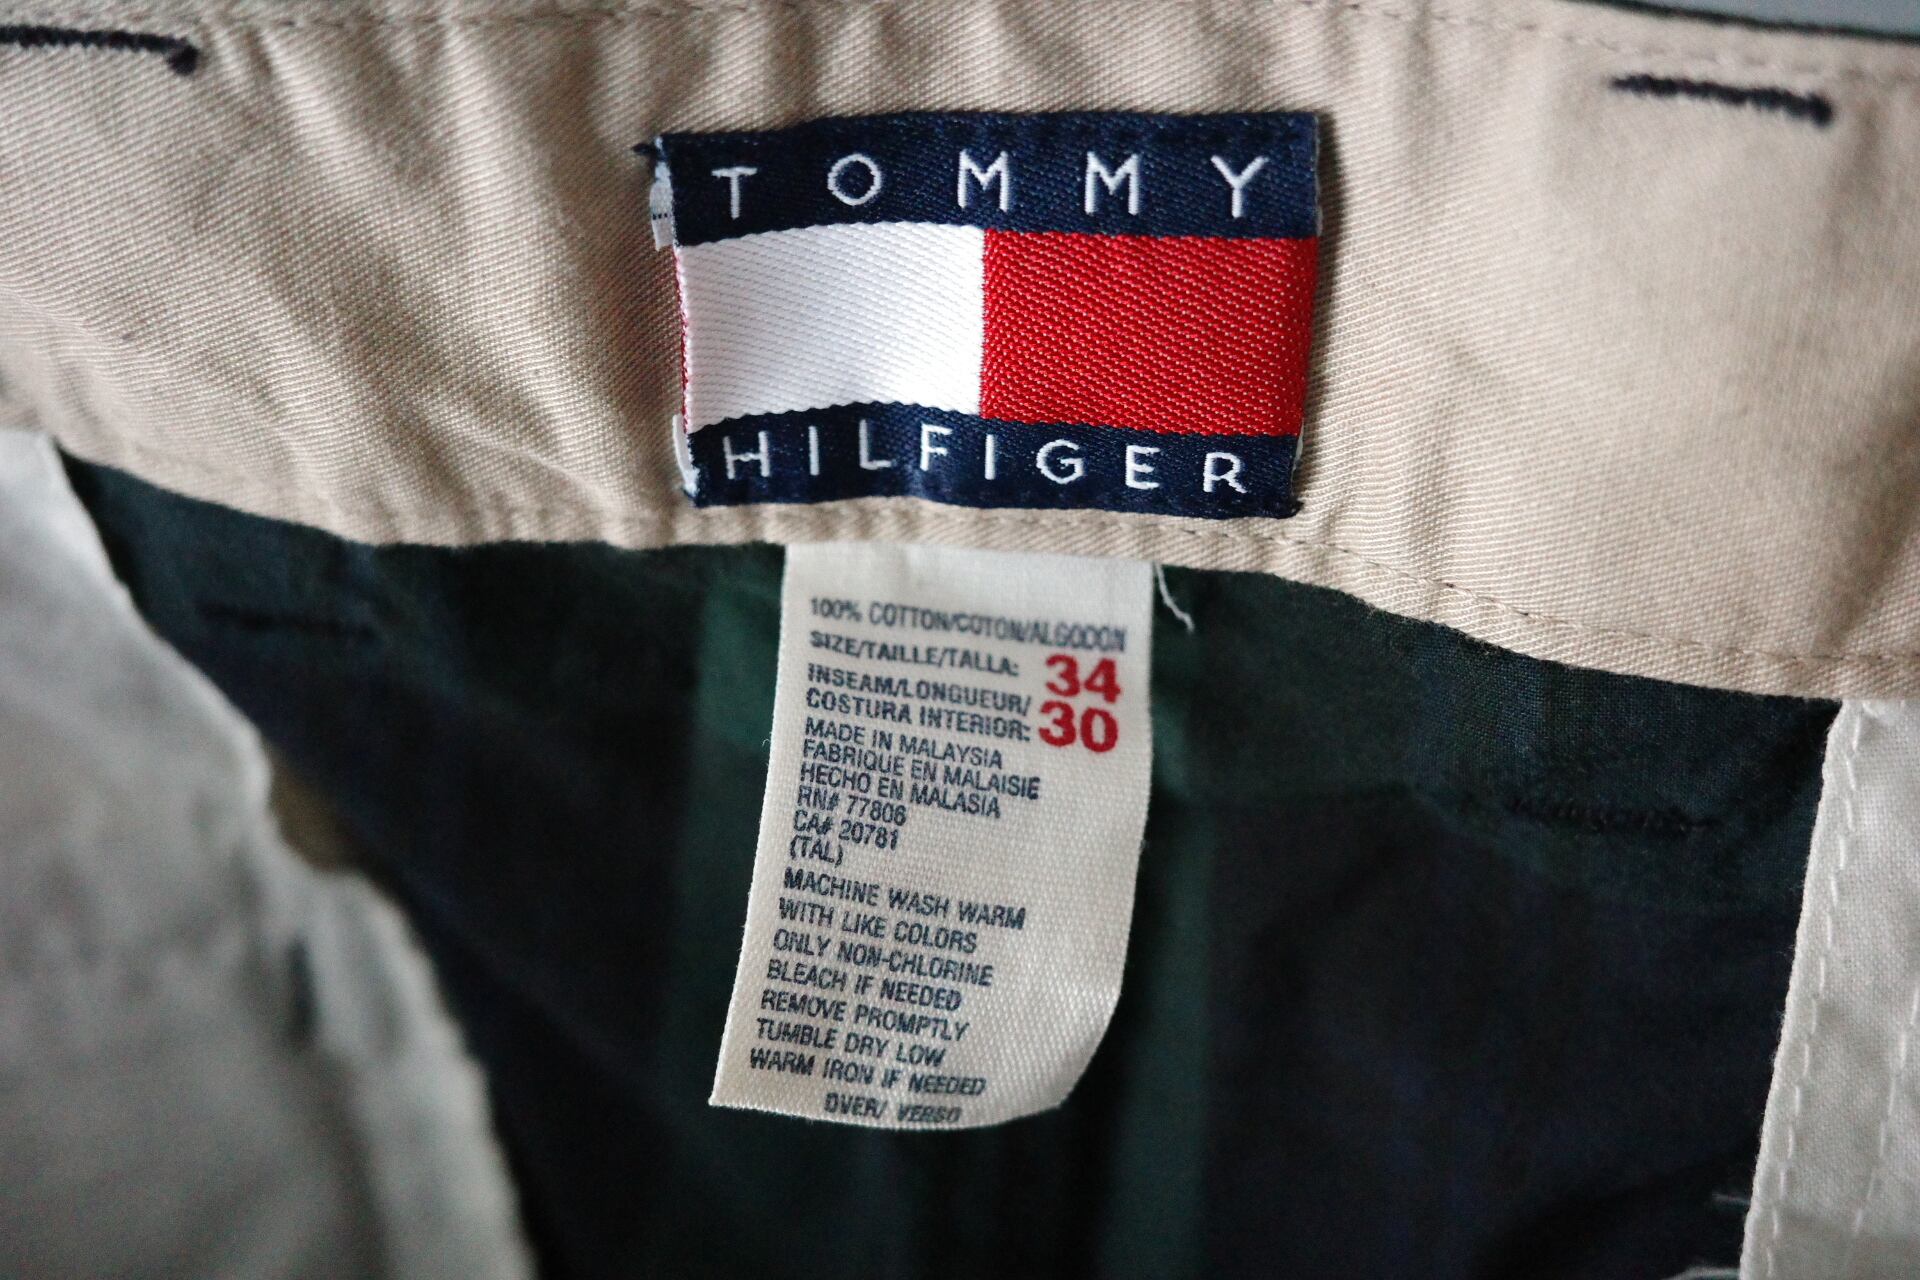 TOMMY
HILFIGER
100% COTTON/COTON/ALGODON
SIZE/TAILLE/TALLA: 34
INSEAM/LONGUEUR/
COSTURA INTERIOR: 30
MADE IN MALAYSIA
FABRIQUE EN MALAISIE
HECHO EN MALASIA
RN# 77806
CA# 20781
(TAL)
MACHINE WASH WARM
WITH LIKE COLORS
ONLY NON-CHLORINE
BLEACH IF NEEDED
REMOVE PROMPTLY
TUMBLE DRY LOW
WARM IRON IF NEEDED
OVER/ VERSO